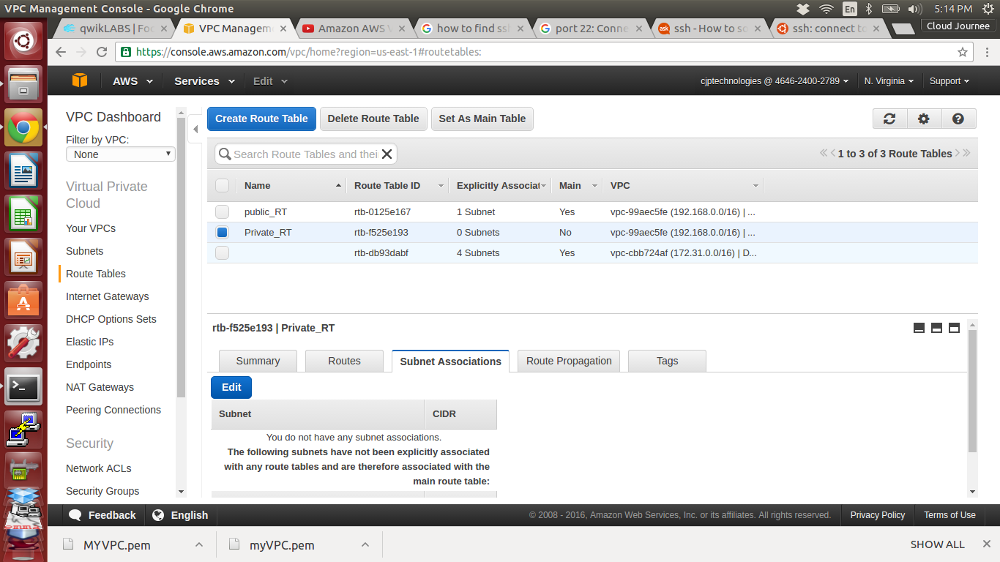 VPC Management Console - Google Chrome
En
5:14 PM
qwikLABS | Foc
VPC Managem
Amazon AWS V
how to find ssh
port 22: Conne
ssh - How to so
ssh: connect to
Cloud Journee
https://console.aws.amazon.com/vpc/home?region=us-east-1#routetables:
AWS
Services
Edit
cjptechnologies @ 4646-2400-2789
N. Virginia
Support
VPC Dashboard
Filter by VPC:
None
Virtual Private
Cloud
Your VPCs
Subnets
Route Tables
Internet Gateways
DHCP Options Sets
Elastic IPs
Endpoints
NAT Gateways
Peering Connections
Security
Network ACLs
Security Groups
Create Route Table
Delete Route Table
Set As Main Table
Search Route Tables and thei
1 to 3 of 3 Route Tables
Name
Route Table ID
Explicitly Associat
Main
VPC
public_RT
rtb-0125e167
1 Subnet
Yes
vpc-99aec5fe (192.168.0.0/16) | ...
Private_RT
rtb-f525e193
0 Subnets
No
vpc-99aec5fe (192.168.0.0/16) | ...
rtb-db93dabf
4 Subnets
Yes
vpc-cbb724af (172.31.0.0/16) | D...
rtb-f525e193 | Private_RT
Summary
Routes
Subnet Associations
Route Propagation
Tags
Edit
Subnet
CIDR
You do not have any subnet associations.
The following subnets have not been explicitly associated
with any route tables and are therefore associated with the
main route table:
Feedback
English
© 2008 - 2016, Amazon Web Services, Inc. or its affiliates. All rights reserved.
Privacy Policy
Terms of Use
MYVPC.pem
myVPC.pem
SHOW ALL